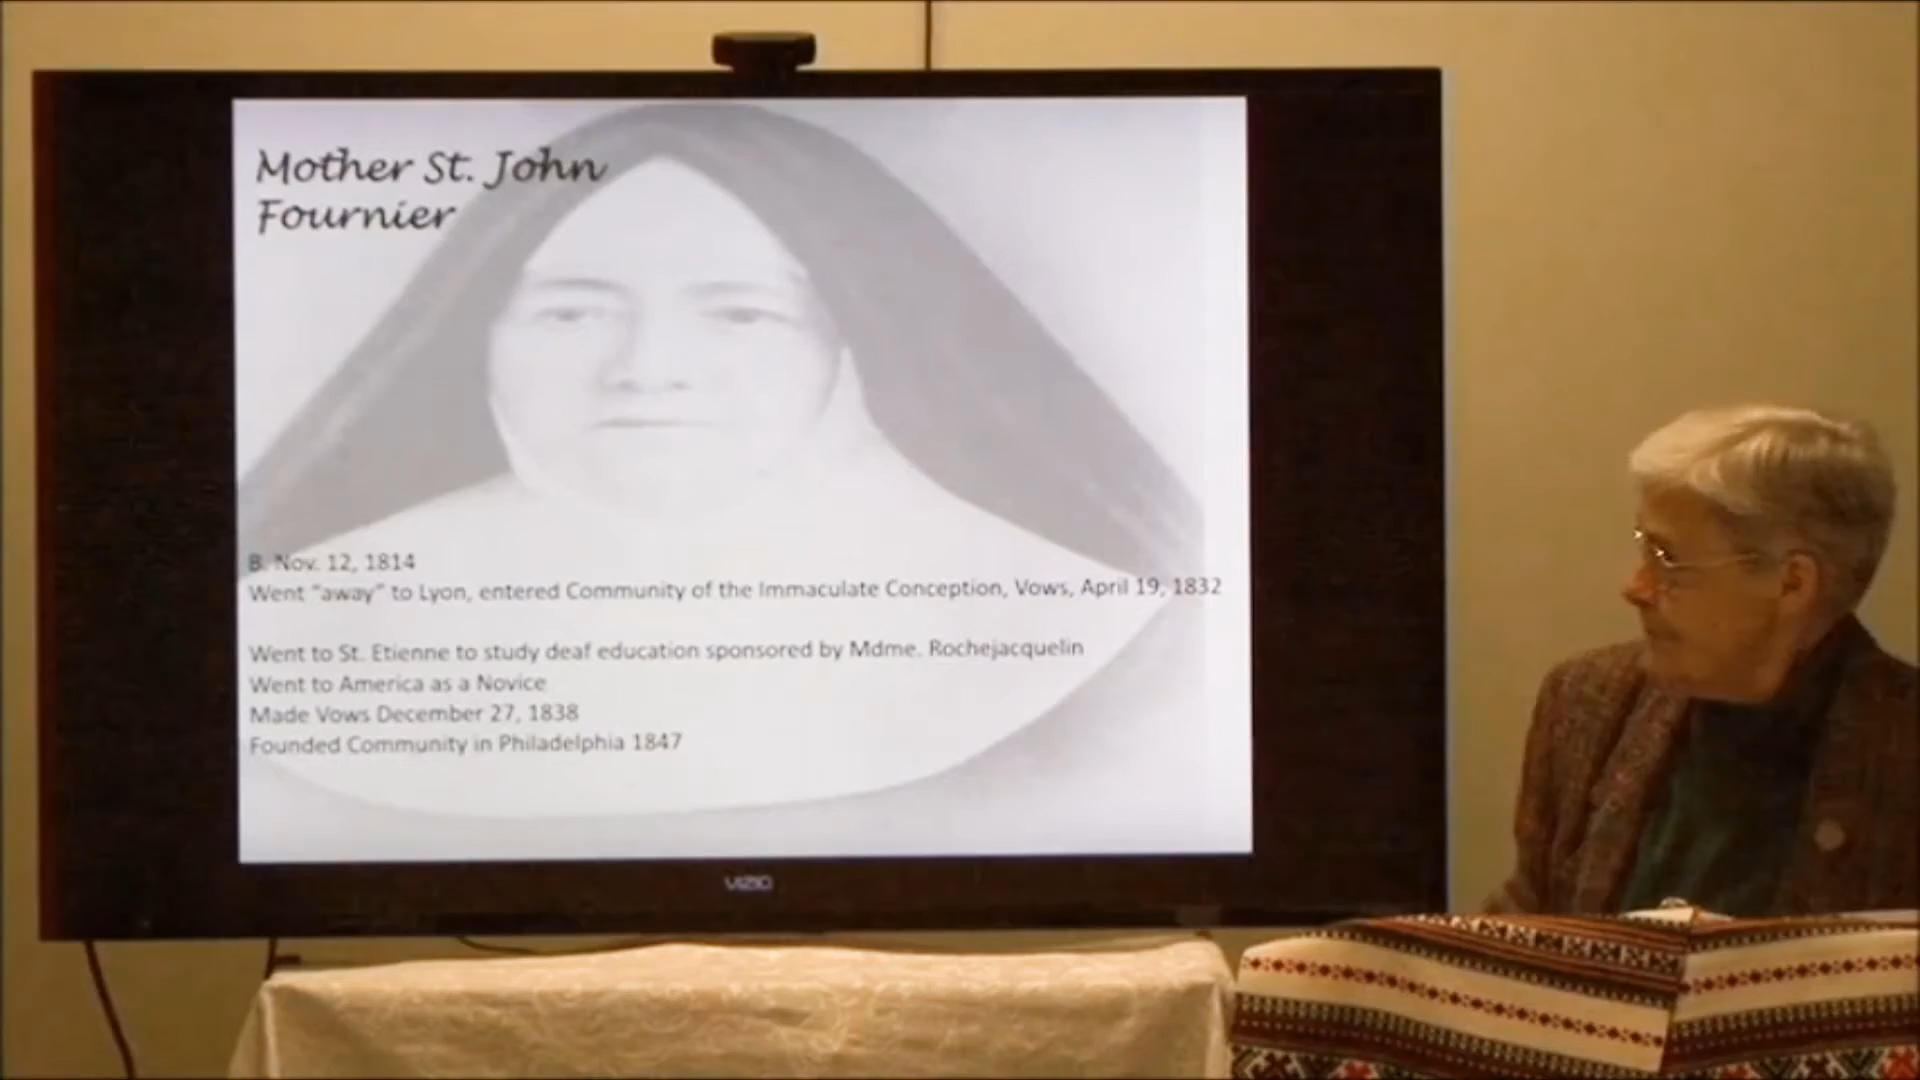 Mother St. John
Fournier
B. Nov. 12, 1814
Went "away" to Lyon, entered Community of the Immaculate Conception, Vows, April 19, 1832
Went to St. Etienne to study deaf education sponsored by Mdme. Rochejacquelin
Went to America as a Novice
Made Vows December 27, 1838
Founded Community in Philadelphia 1847
VIZIO